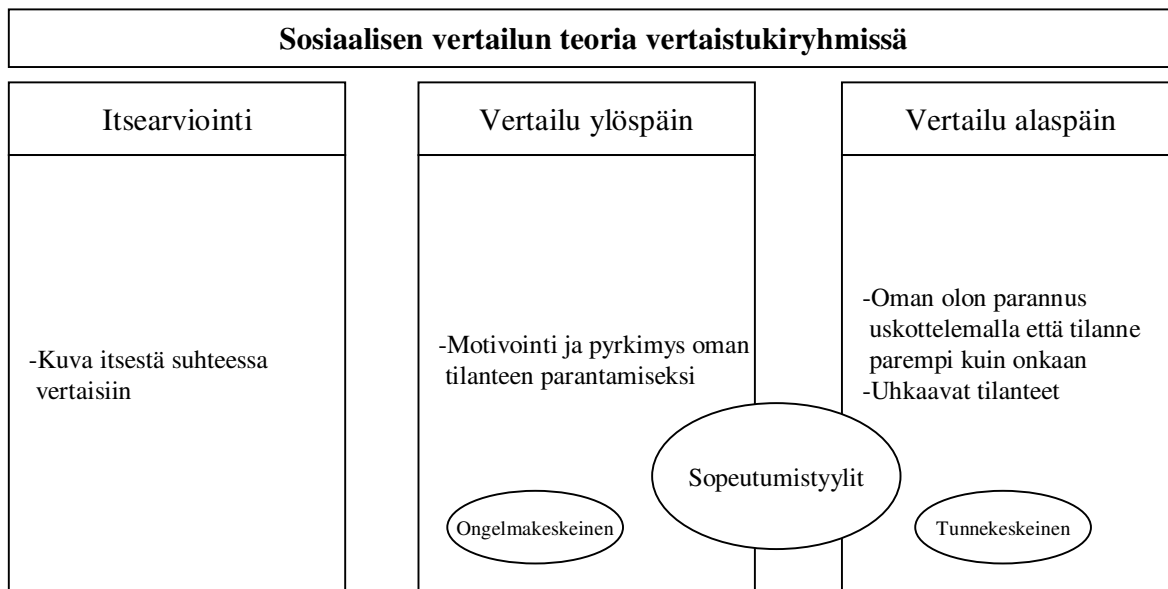 Sosiaalisen vertailun teoria vertaistukiryhmissä
Itsearviointi
-Kuva itsestä suhteessa
vertaisiin
Vertailu ylöspäin
-Motivointi ja pyrkimys oman
tilanteen parantamiseksi
Vertailu alaspäin
-Oman olon parannus
uskottelemalla että tilanne
parempi kuin onkaan
-Uhkaavat tilanteet
Sopeutumistyylit
Ongelmakeskeinen
Tunnekeskeinen